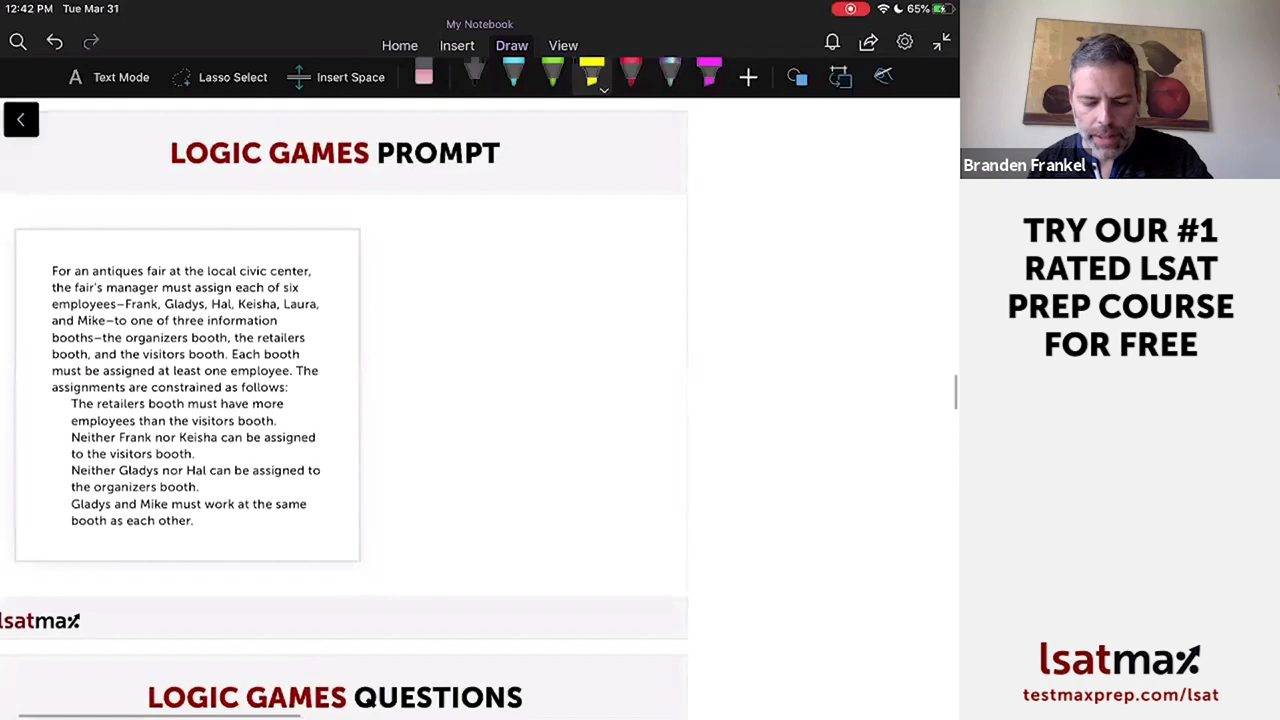 12:42 PM Tue Mar 31
65%
My Notebook
Home Insert Draw View
A Text Mode Lasso Select Insert Space
LOGIC GAMES PROMPT
For an antiques fair at the local civic center,
the fair's manager must assign each of six
employees—Frank, Gladys, Hal, Keisha, Laura,
and Mike—to one of three information
booths—the organizers booth, the retailers
booth, and the visitors booth. Each booth
must be assigned at least one employee. The
assignments are constrained as follows:
The retailers booth must have more
employees than the visitors booth.
Neither Frank nor Keisha can be assigned
to the visitors booth.
Neither Gladys nor Hal can be assigned to
the organizers booth.
Gladys and Mike must work at the same
booth as each other.
lsatmax
LOGIC GAMES QUESTIONS
Branden Frankel
TRY OUR #1
RATED LSAT
PREP COURSE
FOR FREE
lsatmax
testmaxprep.com/lsat